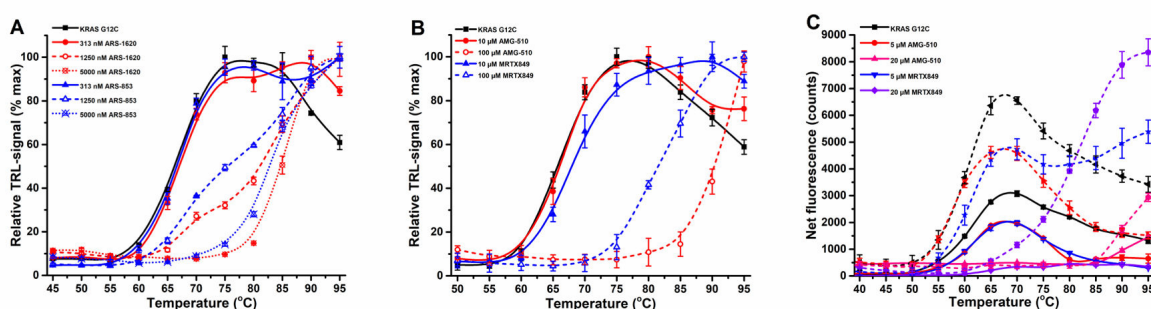 A
Relative TRL-signal (% max)
100
80
60
40
20
0
KRAS G12C
313 nM ARS-1620
1250 nM ARS-1620
5000 nM ARS-1620
313 nM ARS-853
1250 nM ARS-853
5000 nM ARS-853
45 50 55 60 65 70 75 80 85 90 95
Temperature (°C)
B
Relative TRL-signal (% max)
100
80
60
40
20
0
KRAS G12C
10 µM AMG-510
100 µM AMG-510
10 µM MRTX849
100 µM MRTX849
50 55 60 65 70 75 80 85 90 95
Temperature (°C)
C
Net fluorescence (counts)
9000
8000
7000
6000
5000
4000
3000
2000
1000
0
KRAS G12C
5 µM AMG-510
20 µM AMG-510
5 µM MRTX849
20 µM MRTX849
40 45 50 55 60 65 70 75 80 85 90 95
Temperature (°C)